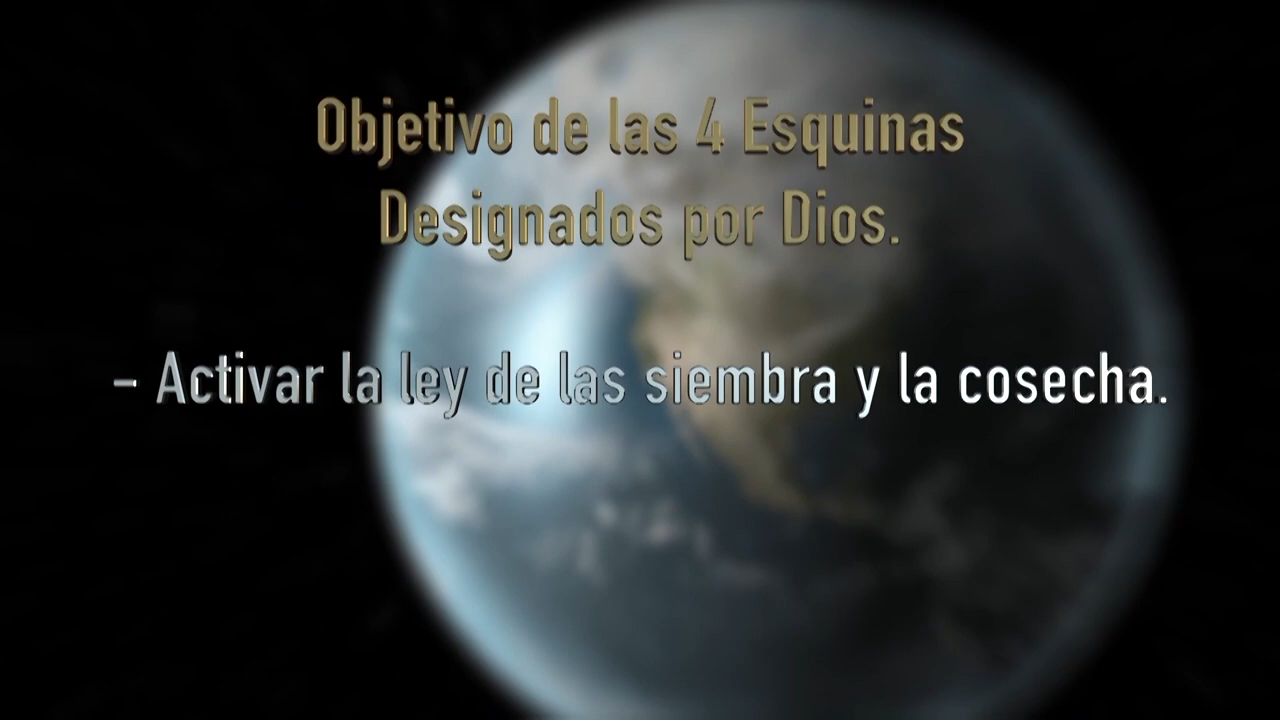 Objetivo de las 4 Esquinas
Designados por Dios.
- Activar la ley de las siembra y la cosecha.